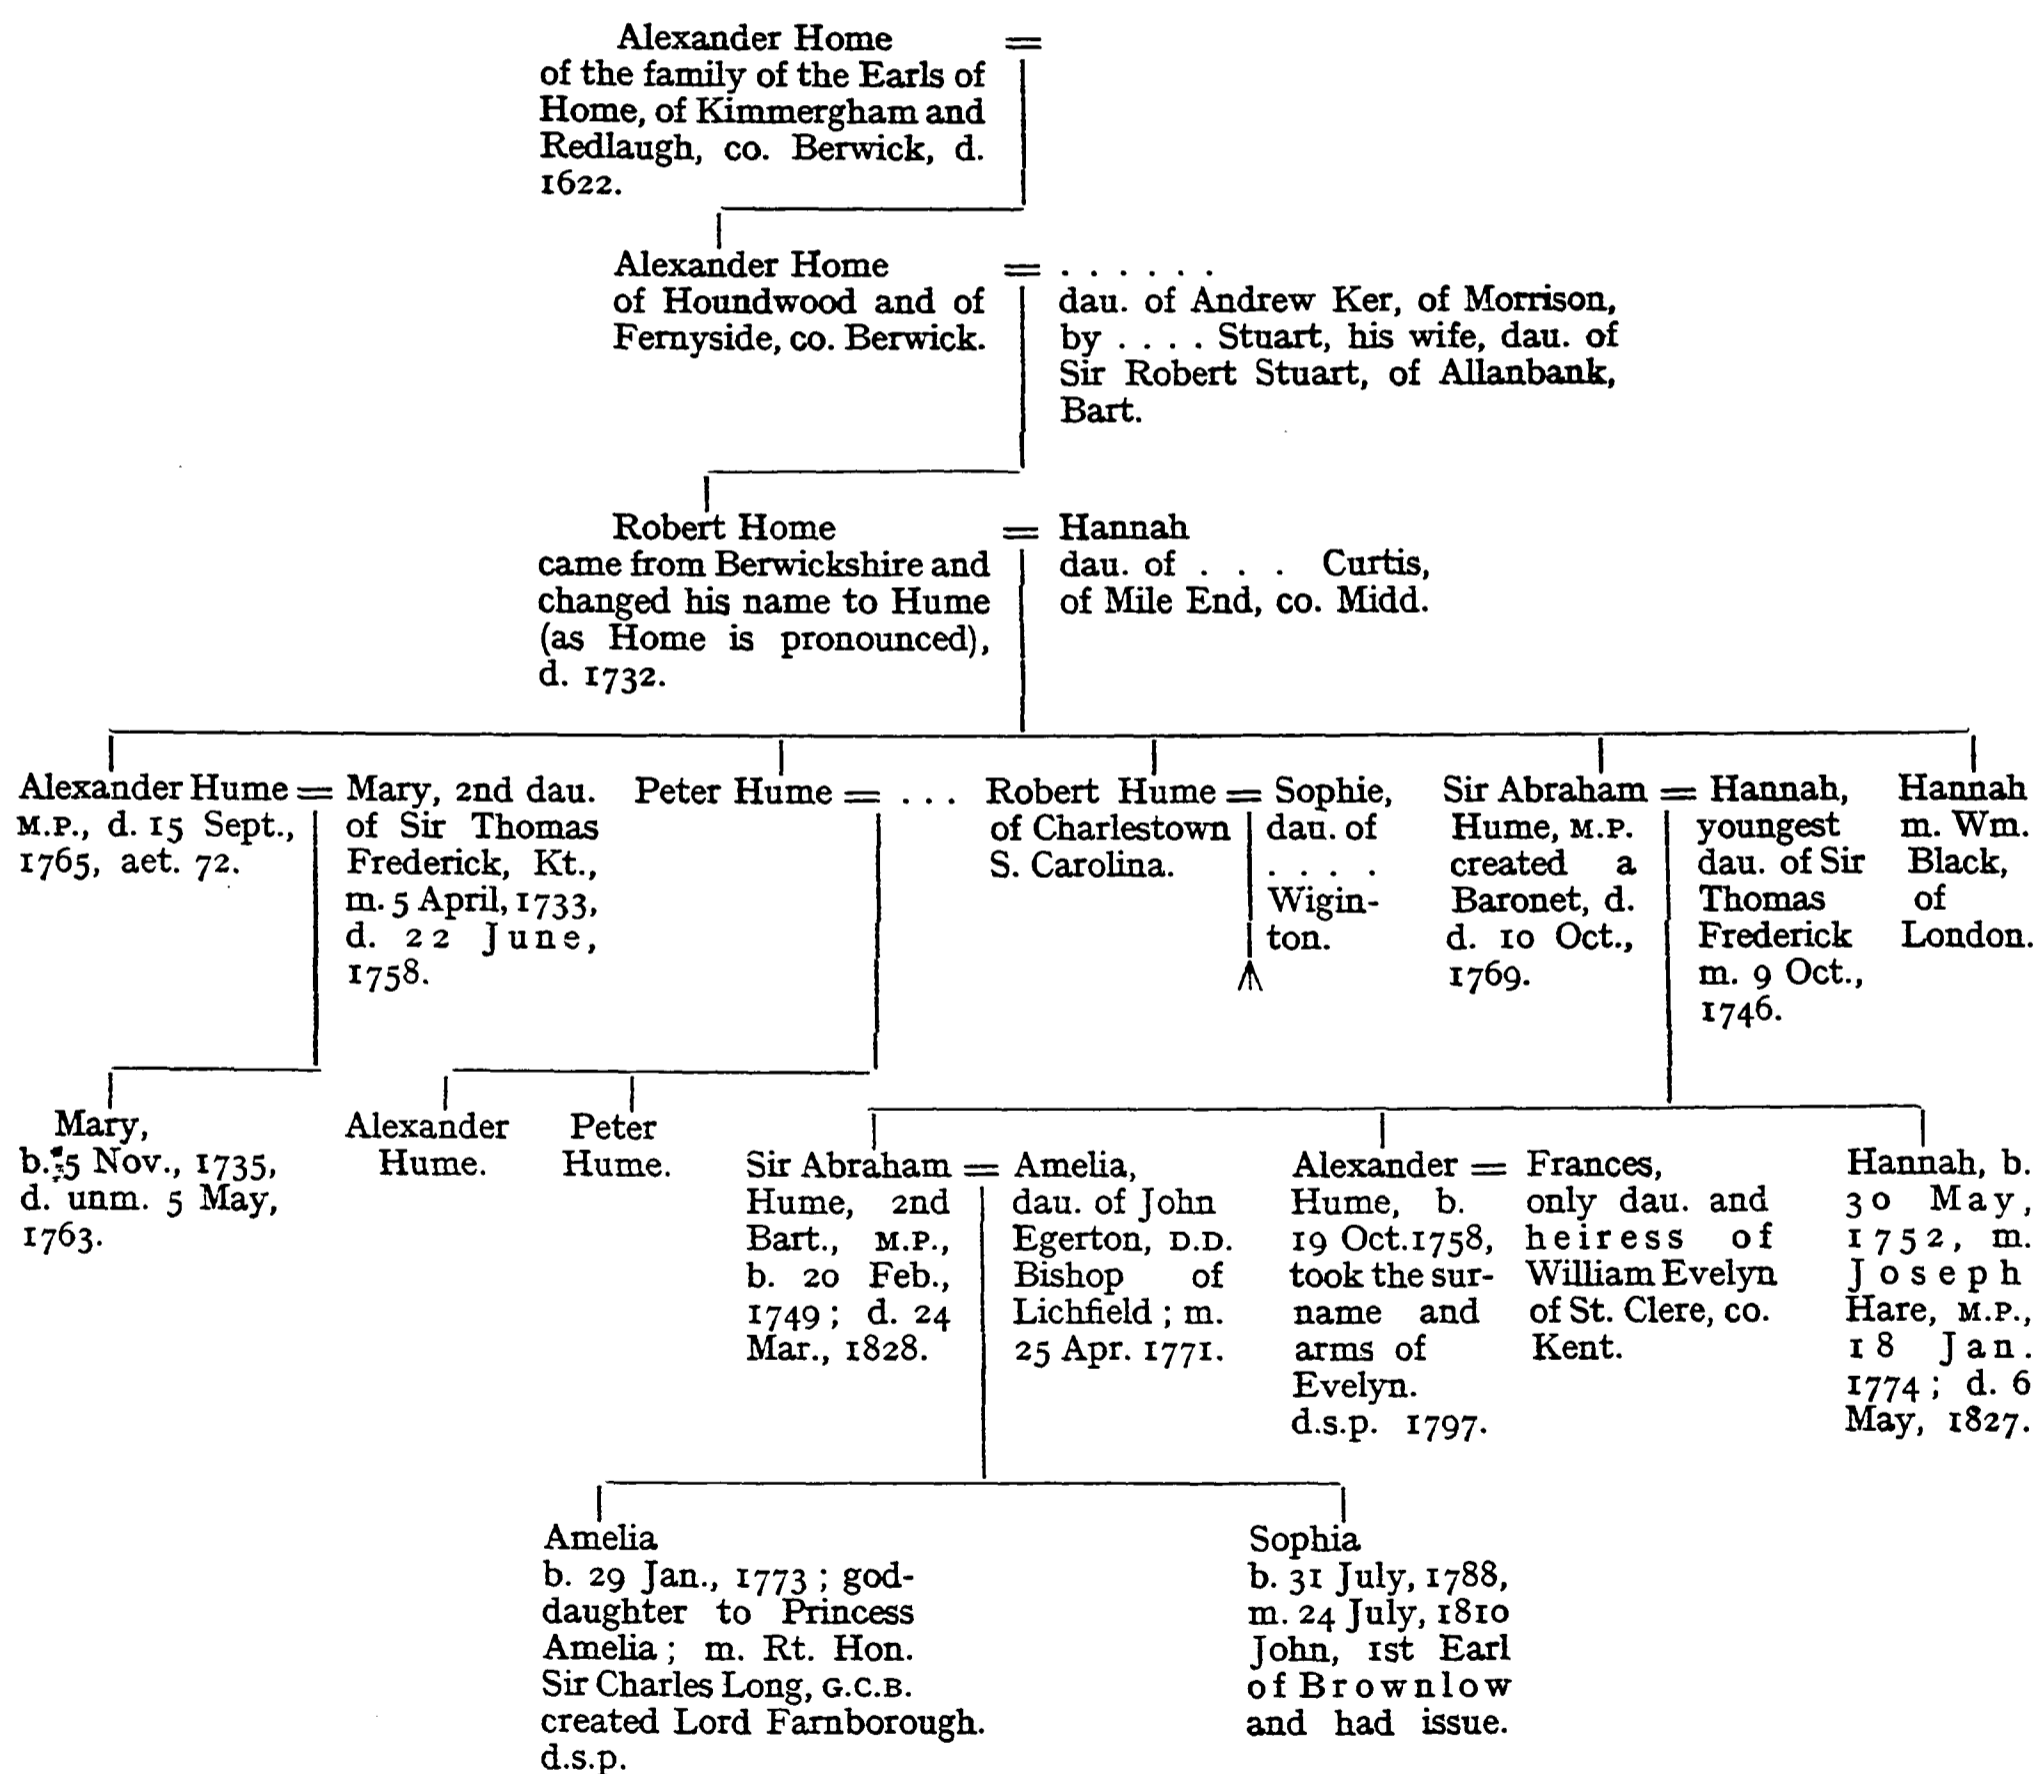 Alexander Home =
of the family of the Earls of
Home, of Kimmergham and
Redlaugh, co. Berwick, d.
1622.
Alexander Home = . . . . . .
of Houndwood and of
Fernyside, co. Berwick.
dau. of Andrew Ker, of Morrison,
by . . . . Stuart, his wife, dau. of
Sir Robert Stuart, of Allanbank,
Bart.
Robert Home =
came from Berwickshire and
changed his name to Hume
(as Home is pronounced),
d. 1732.
Hannah
dau. of . . . Curtis,
of Mile End, co. Midd.
Alexander Hume =
M.P., d. 15 Sept.,
1765, aet. 72.
Mary, 2nd dau.
of Sir Thomas
Frederick, Kt.,
m. 5 April, 1733,
d. 22 June,
1758.
Peter Hume = ...
Robert Hume =
of Charlestown
S. Carolina.
Sophie,
dau. of
. . . .
Wigin-
ton.
Sir Abraham =
Hume, M.P.
created a
Baronet, d.
d. 10 Oct.,
1769.
Hannah,
youngest
dau. of Sir
Thomas
Frederick
m. 9 Oct.,
1746.
Hannah
m. Wm.
Black,
of
London.
Mary,
b. 5 Nov., 1735,
d. unm. 5 May,
1763.
Alexander
Hume.
Peter
Hume.
Sir Abraham =
Hume, 2nd
Bart., M.P.,
b. 20 Feb.,
1749; d. 24
Mar., 1828.
Amelia,
dau. of John
Egerton, D.D.
Bishop of
Lichfield; m.
25 Apr. 1771.
Alexander =
Hume, b.
19 Oct.1758,
took the sur-
name and
arms of
Evelyn.
d.s.p. 1797.
Frances,
only dau. and
heiress of
William Evelyn
of St. Clere, co.
Kent.
Hannah, b.
30 May,
1752, m.
Joseph
Hare, M.P.,
18 Jan.
1774; d. 6
May, 1827.
Amelia
b. 29 Jan., 1773; god-
daughter to Princess
Amelia; m. Rt. Hon.
Sir Charles Long, G.C.B.
created Lord Farnborough.
d.s.p.
Sophia
b. 31 July, 1788,
m. 24 July, 1810
John, 1st Earl
of Brownlow
and had issue.